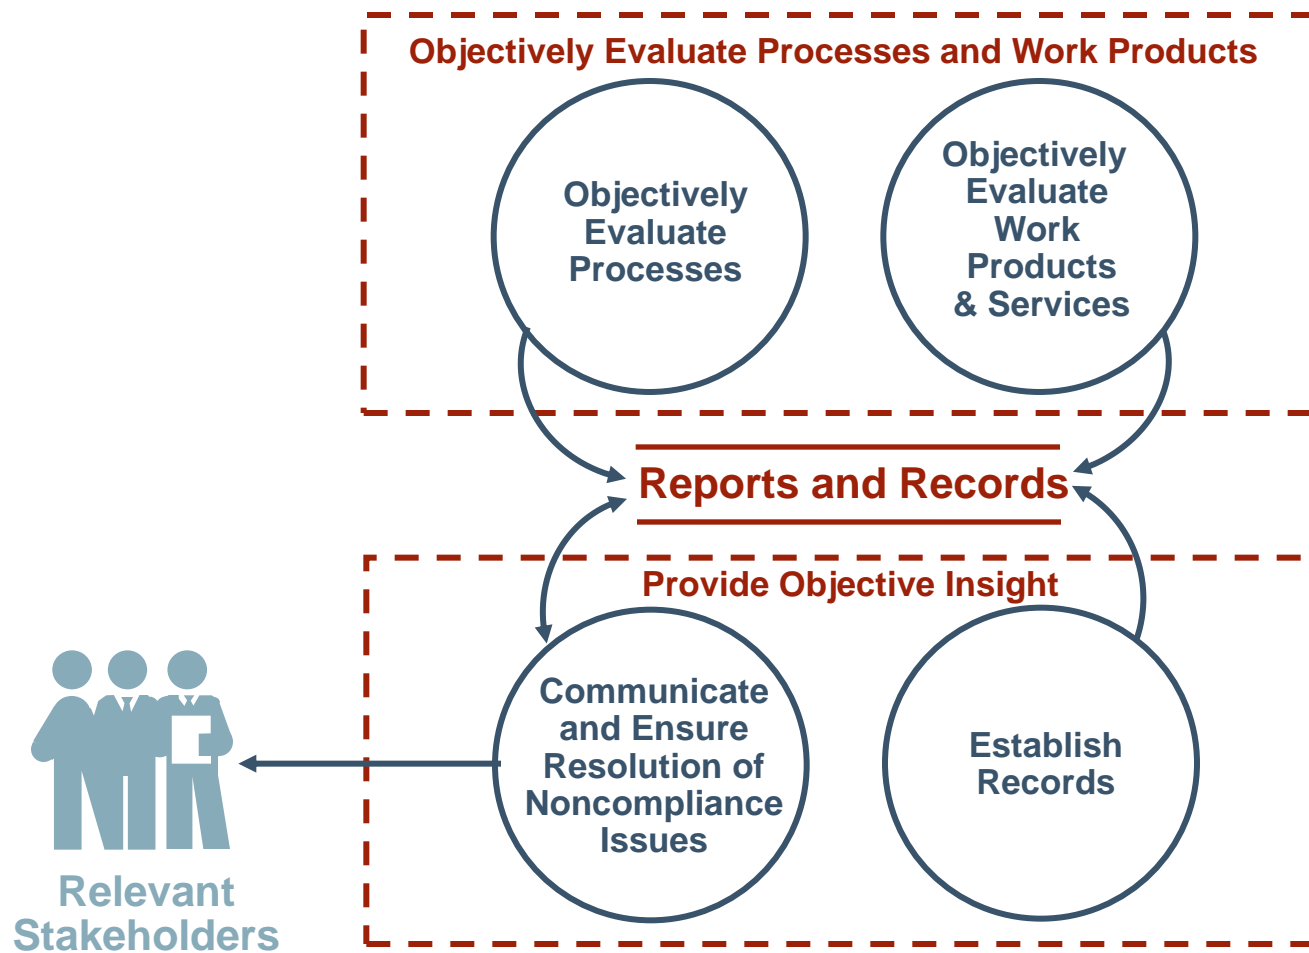 Objectively Evaluate Processes and Work Products
Objectively
Evaluate
Processes
Objectively
Evaluate
Work
Products
& Services
Reports and Records
Provide Objective Insight
Communicate
and Ensure
Resolution of
Noncompliance
Issues
Establish
Records
Relevant
Stakeholders